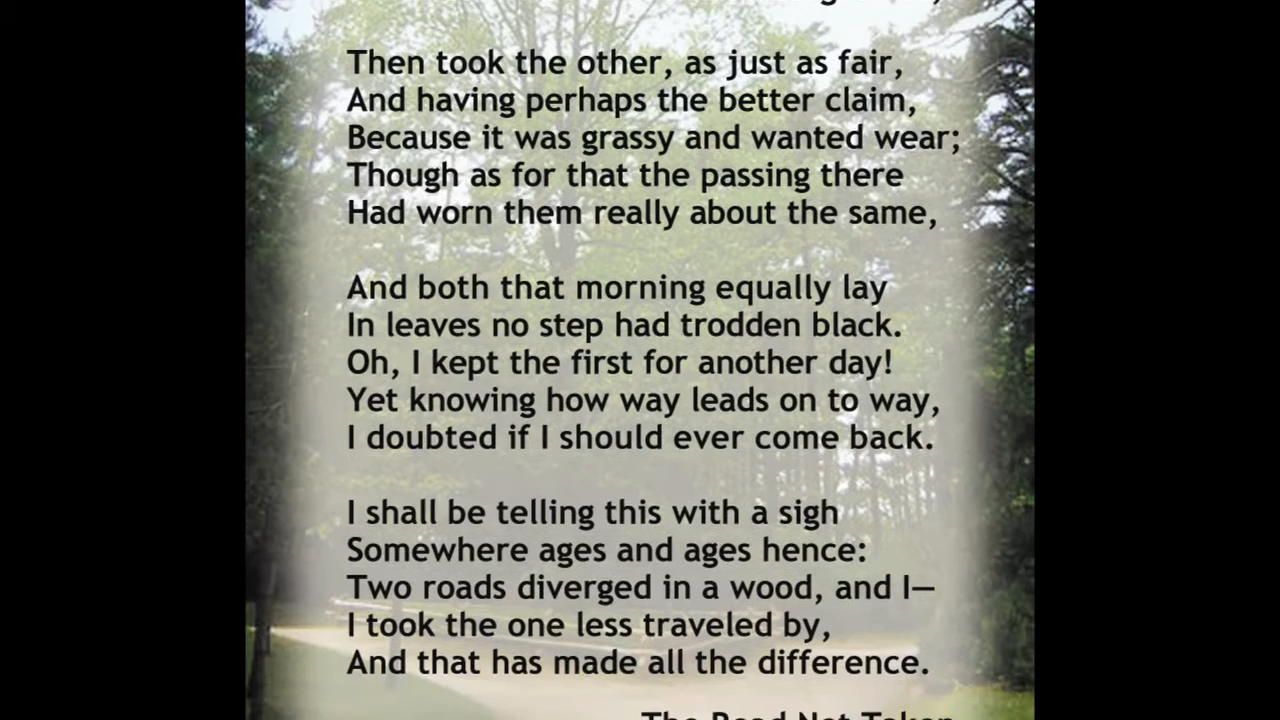 Then took the other, as just as fair,
And having perhaps the better claim,
Because it was grassy and wanted wear;
Though as for that the passing there
Had worn them really about the same,
And both that morning equally lay
In leaves no step had trodden black.
Oh, I kept the first for another day!
Yet knowing how way leads on to way,
I doubted if I should ever come back.
I shall be telling this with a sigh
Somewhere ages and ages hence:
Two roads diverged in a wood, and I—
I took the one less traveled by,
And that has made all the difference.
The Road Not Taken